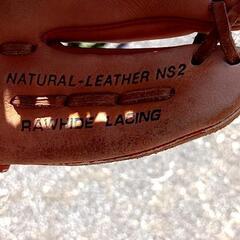 NATURAL-LEATHER NS2
RAWHIDE LACING